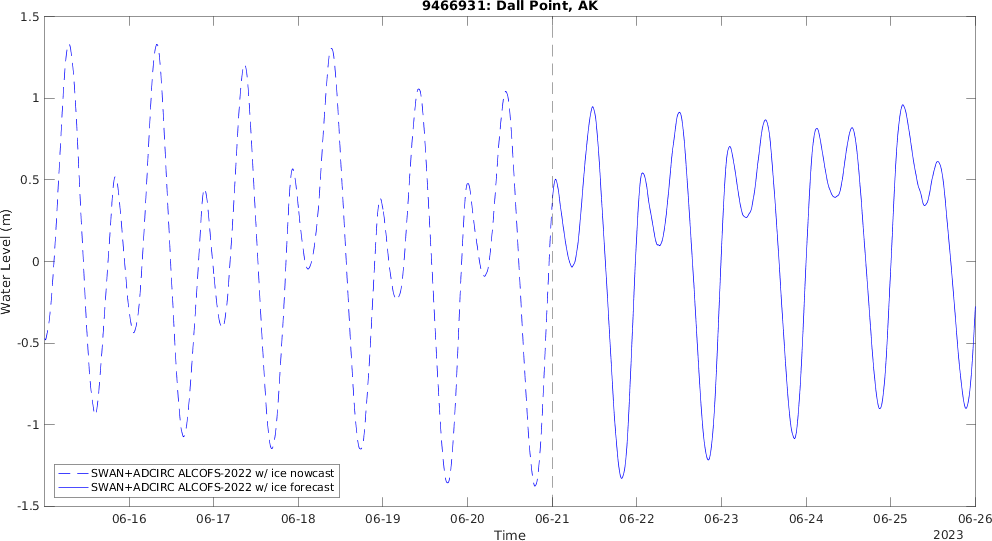 9466931: Dall Point, AK
1.5
1
0.5
0
-0.5
-1
-1.5
Water Level (m)
SWAN+ADCIRC ALCOFS-2022 w/ ice nowcast
SWAN+ADCIRC ALCOFS-2022 w/ ice forecast
06-16 06-17 06-18 06-19 06-20 06-21 06-22 06-23 06-24 06-25 06-26
Time
2023